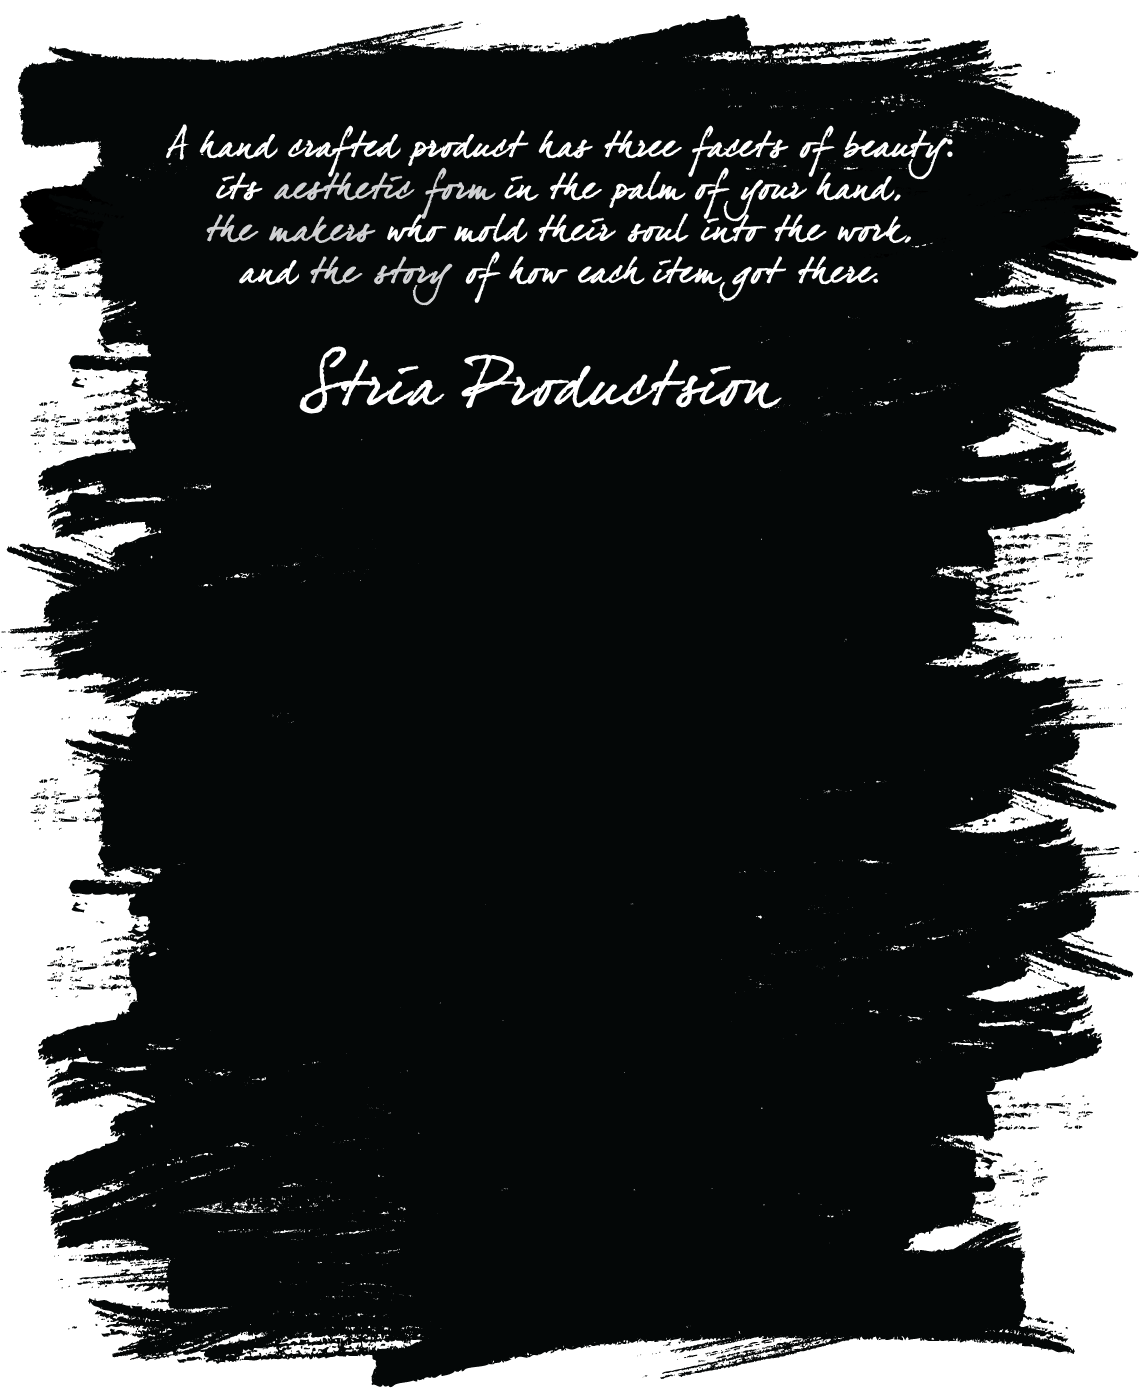 A hand crafted product has three facets of beauty:
its aesthetic form in the palm of your hand,
the makers who mold their soul into the work,
and the story of how each item got there.
Stria Productsion